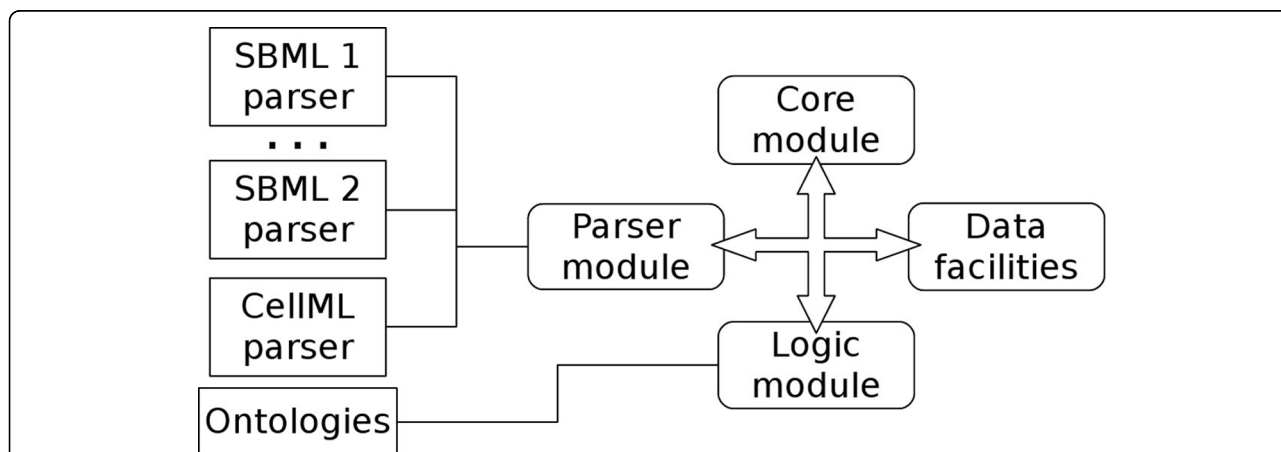 SBML 1
parser
...
SBML 2
parser
CellML
parser
Ontologies
Parser
module
Core
module
Data
facilities
Logic
module